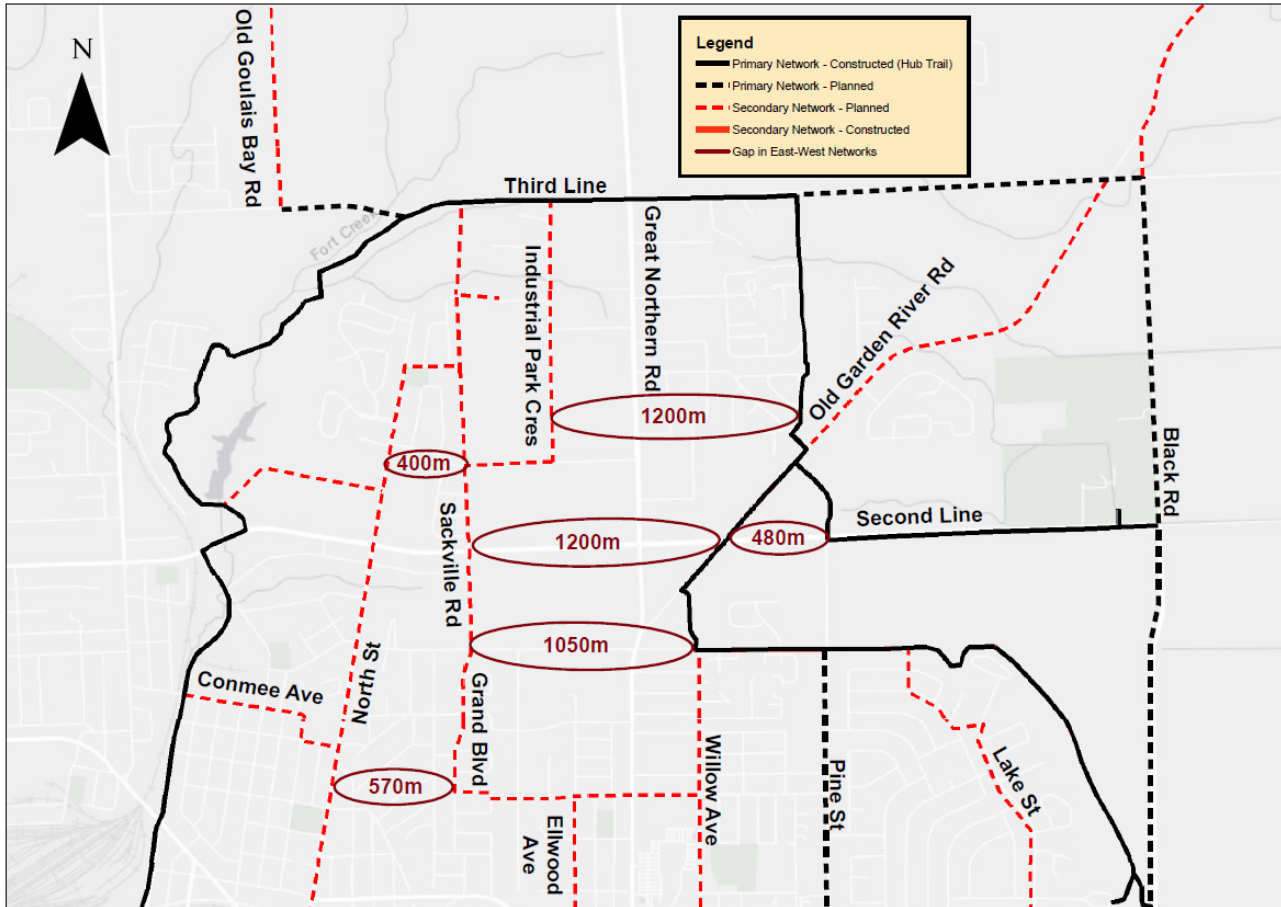 Old Goulais Bay Rd
N
Legend
Primary Network - Constructed (Hub Trail)
Primary Network - Planned
Secondary Network - Planned
Secondary Network - Constructed
Gap in East-West Networks
Third Line
Fort Creek
Industrial Park Cres
Great Northern Rd
Old Garden River Rd
1200m
400m
Black Rd
Sackville Rd
Second Line
1200m
480m
1050m
North St
Conmee Ave
Grand Blvd
Willow Ave
Pine St
Lake St
570m
Ellwood
Ave